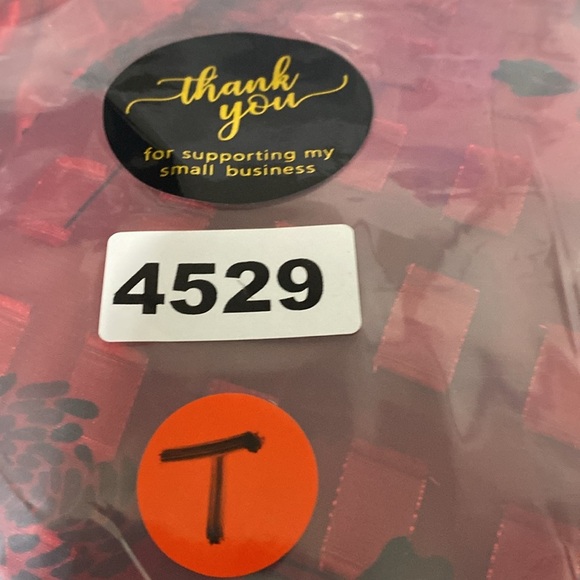 thank
you
for supporting my
small business
4529
T